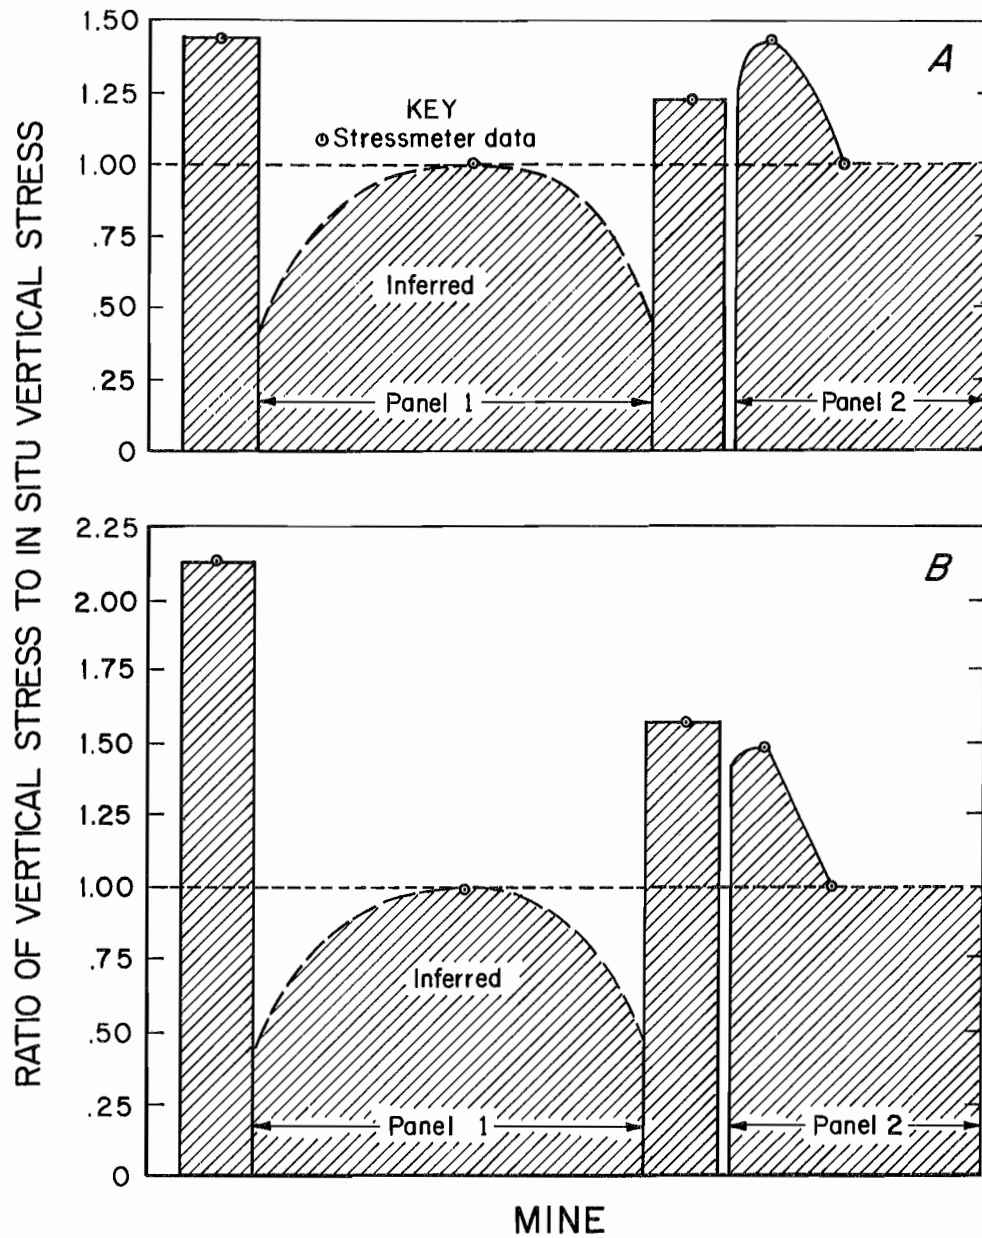 RATIO OF VERTICAL STRESS TO IN SITU VERTICAL STRESS
1.50
1.25
1.00
.75
.50
.25
0
A
KEY
Stressmeter data
Inferred
Panel 1
Panel 2
2.25
2.00
1.75
1.50
1.25
1.00
.75
.50
.25
0
B
Inferred
Panel 1
Panel 2
MINE